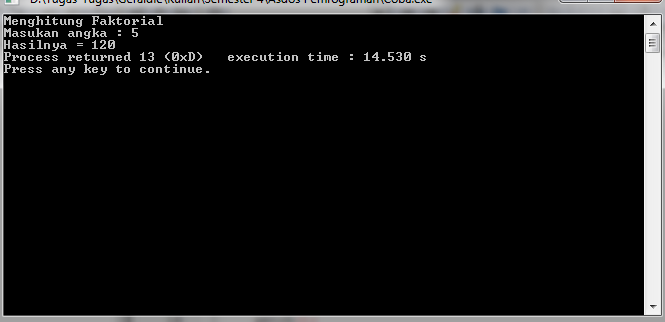 D:\Tugas-Tugas\Geraldie\Kuliah\Semester 4\Asdos Pemrograman\Coba.exe
Menghitung Faktorial
Masukan angka : 5
Hasilnya = 120
Process returned 13 (0xD)   execution time : 14.530 s
Press any key to continue.